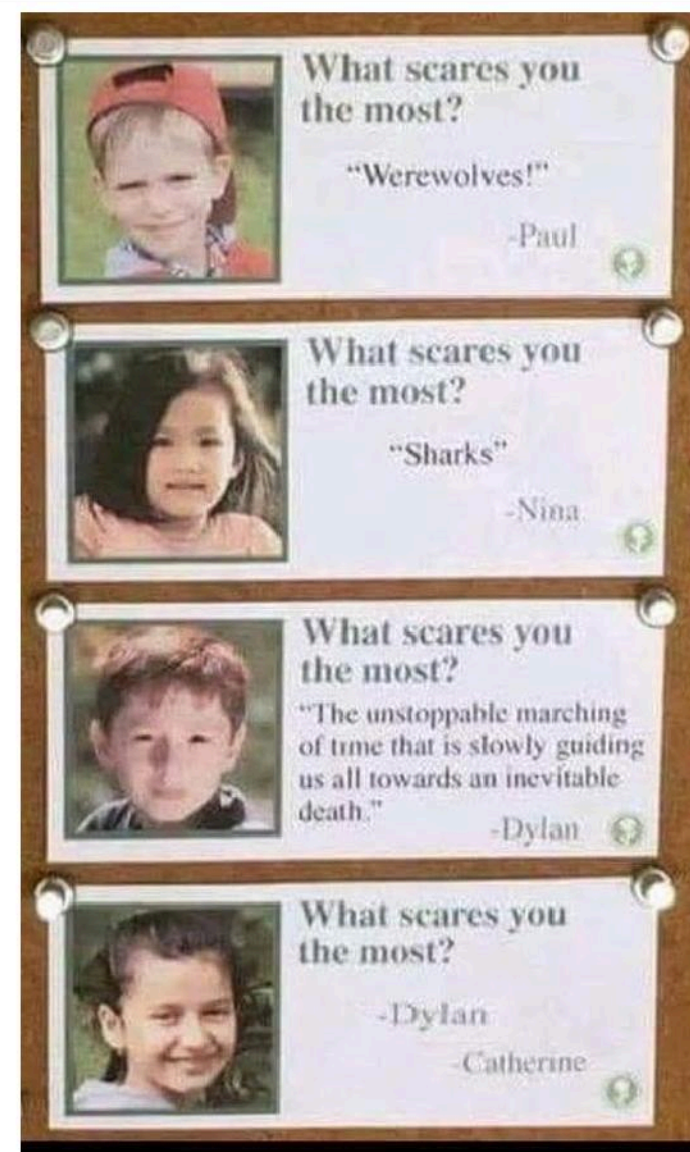 What scares you
the most?
"Werewolves!"
-Paul
What scares you
the most?
"Sharks"
-Nina
What scares you
the most?
"The unstoppable marching
of time that is slowly guiding
us all towards an inevitable
death."
-Dylan
What scares you
the most?
-Dylan
-Catherine